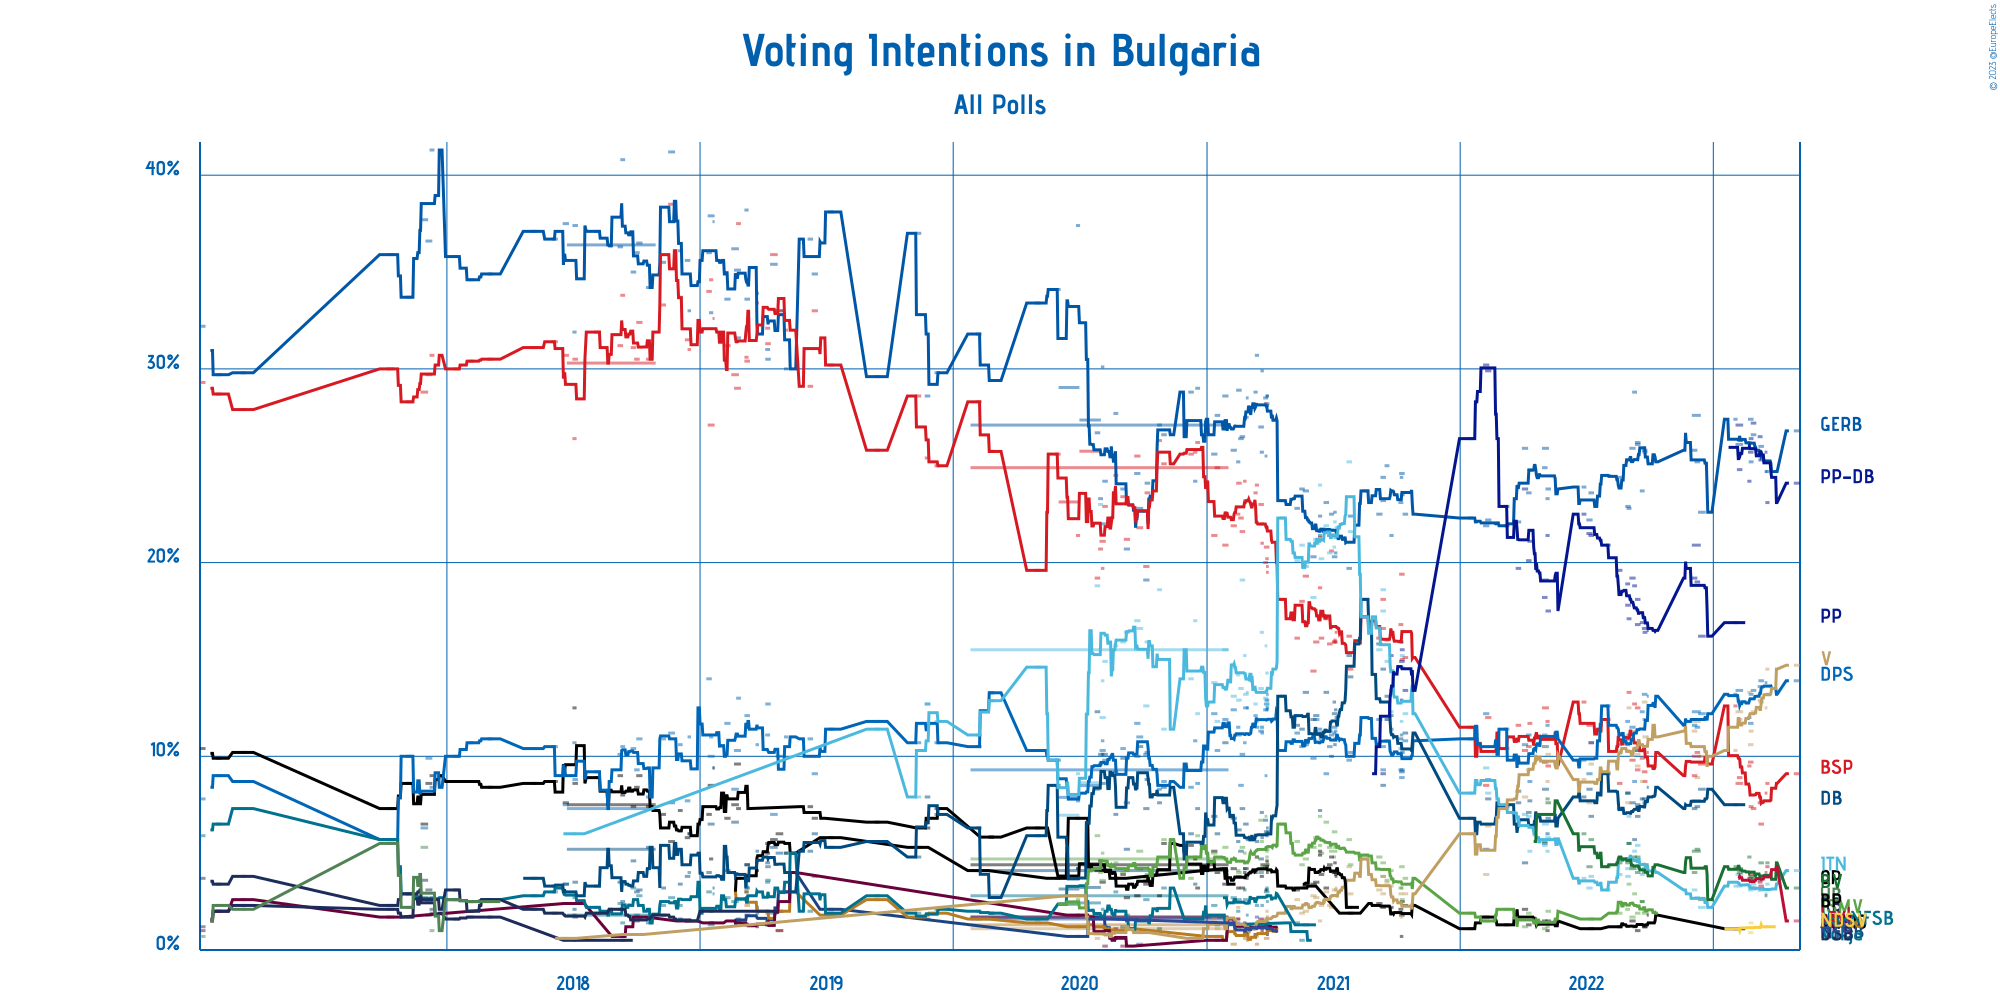 © 2023 @EuropeElects
Voting Intentions in Bulgaria
All Polls
40%
30%
20%
10%
0%
GERB
PP-DB
PP
V
DPS
BSP
DB
ITN
NDSV
2018
2019
2020
2021
2022